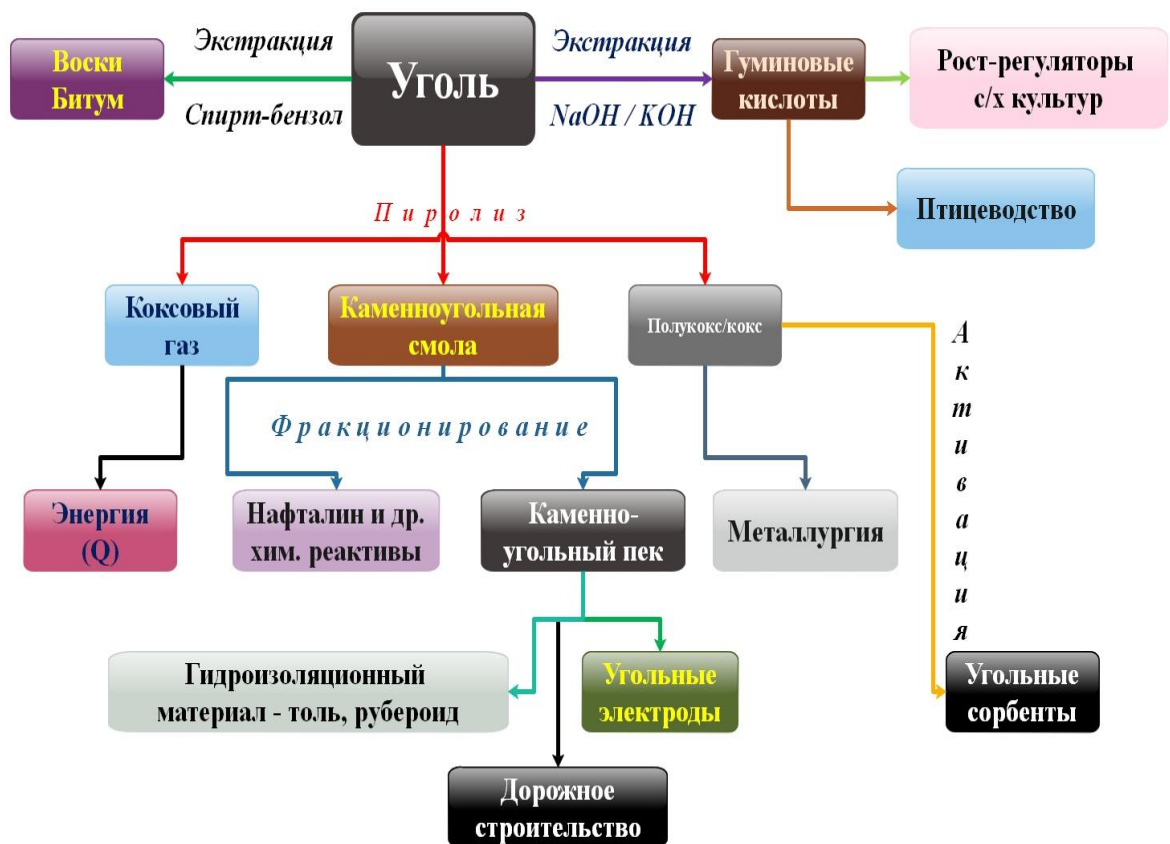 Воски
Битум
Экстракция
Спирт-бензол
Уголь
Экстракция
NaOH / KOH
Гуминовые
кислоты
Рост-регуляторы
с/х культур
Птицеводство
Пиролиз
Коксовый
газ
Каменноугольная
смола
Полукокс/кокс
Активация
Фракционирование
Энергия
(Q)
Нафталин и др.
хим. реактивы
Каменно-
угольный пек
Металлургия
Гидроизоляционный
материал - толь, рубероид
Угольные
электроды
Угольные
сорбенты
Дорожное
строительство